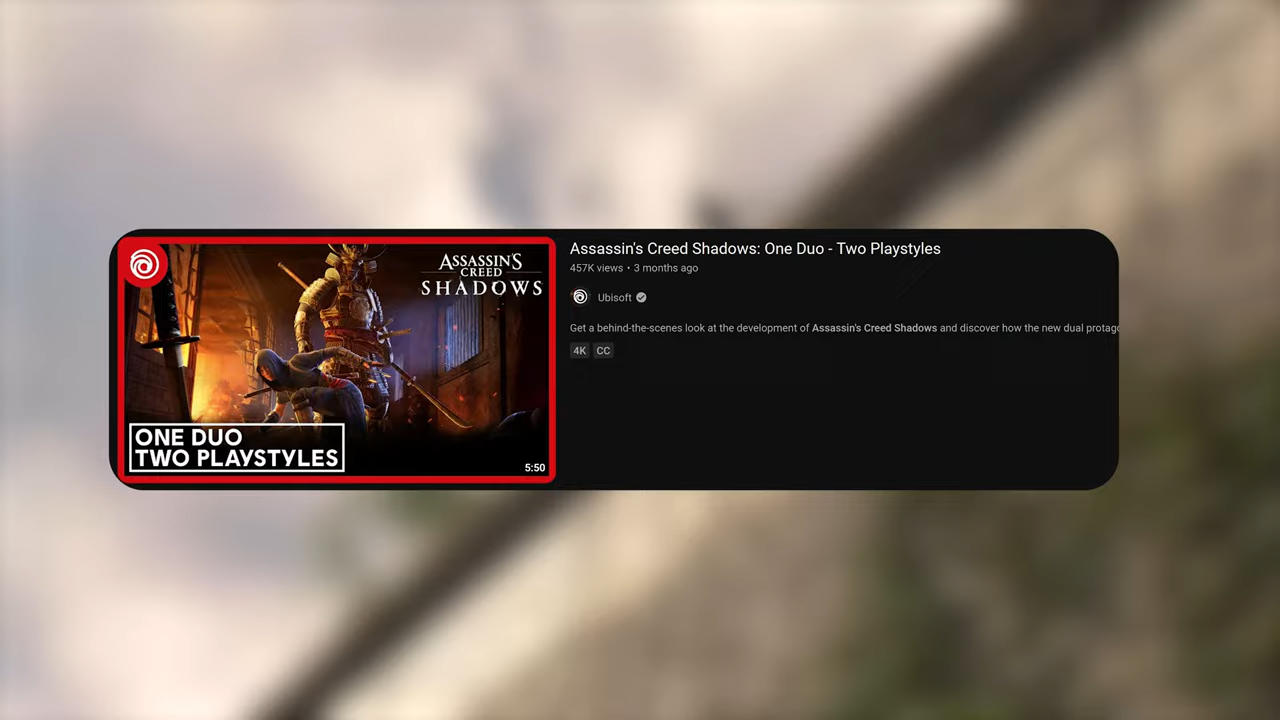 ASSASSIN'S
CREED
SHADOWS
ONE DUO
TWO PLAYSTYLES
5:50
Assassin's Creed Shadows: One Duo - Two Playstyles
457K views • 3 months ago
Ubisoft
Get a behind-the-scenes look at the development of Assassin's Creed Shadows and discover how the new dual
4K CC